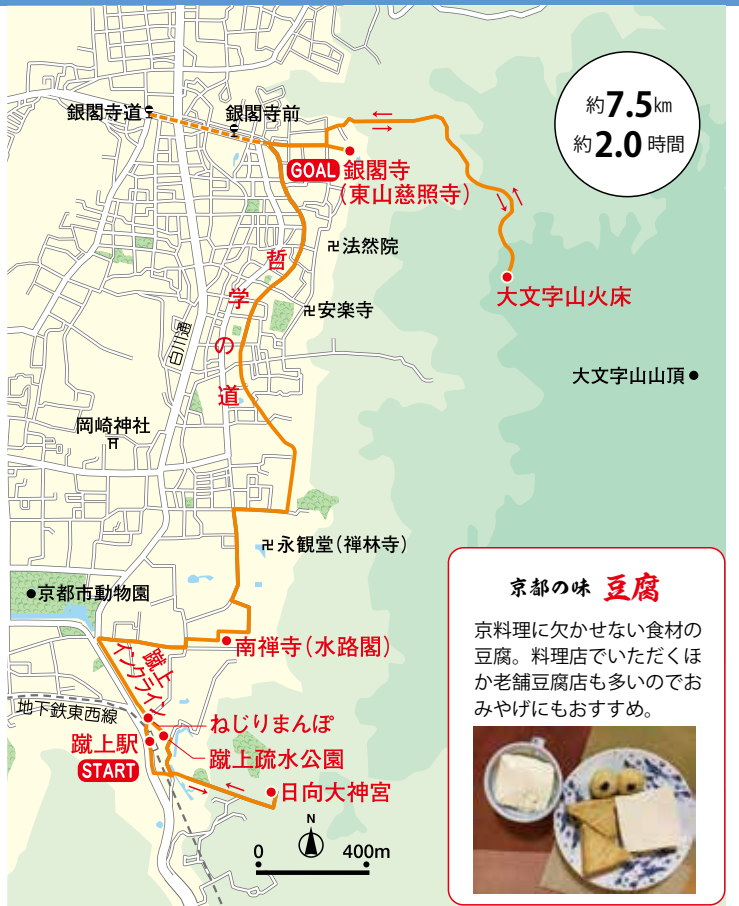 約7.5km
約2.0時間
銀閣寺道
銀閣寺前
GOAL 銀閣寺
(東山慈照寺)
卍法然院
大文字山火床
哲学の道
卍安楽寺
白川通
大文字山山頂
岡崎神社
卍永観堂(禅林寺)
京都市動物園
南禅寺(水路閣)
蹴上
インクライン
地下鉄東西線
ねじりまんぽ
蹴上駅
START
蹴上疏水公園
日向大神宮
N
0 400m
京都の味 豆腐
京料理に欠かせない食材の
豆腐。料理店でいただくほ
か老舗豆腐店も多いのでお
みやげにもおすすめ。